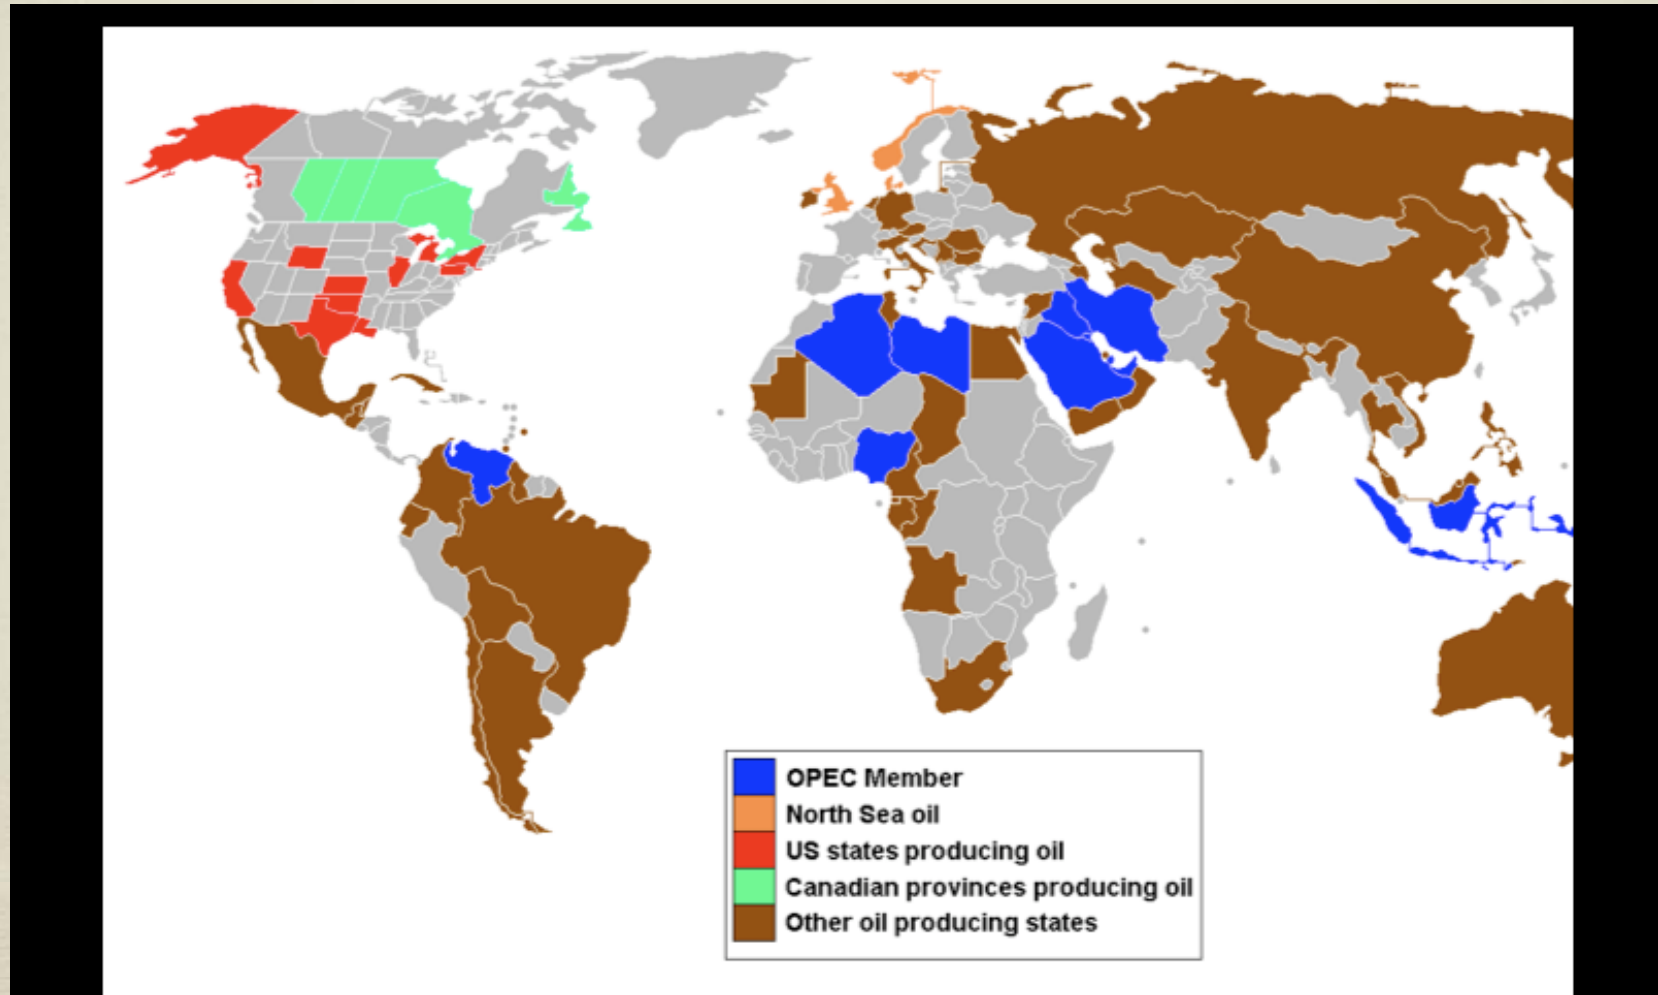 OPEC Member
North Sea oil
US states producing oil
Canadian provinces producing oil
Other oil producing states